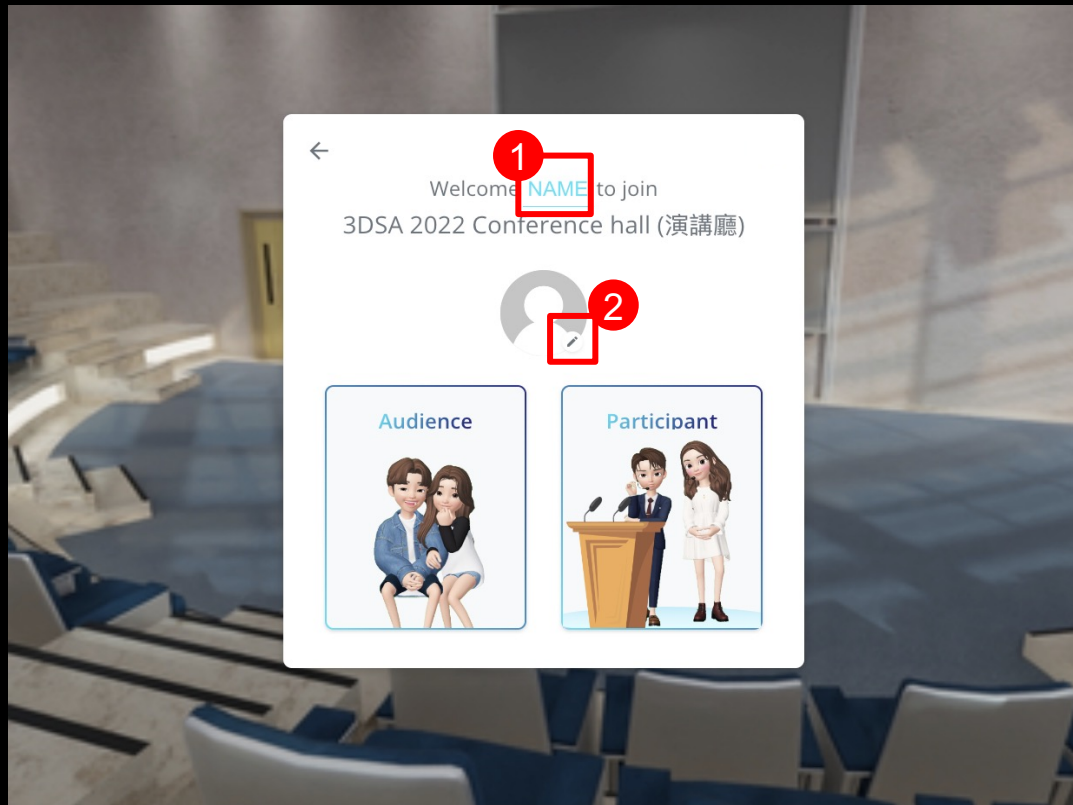 1
Welcome NAME to join
3DSA 2022 Conference hall (演講廳)
2
Audience
Participant